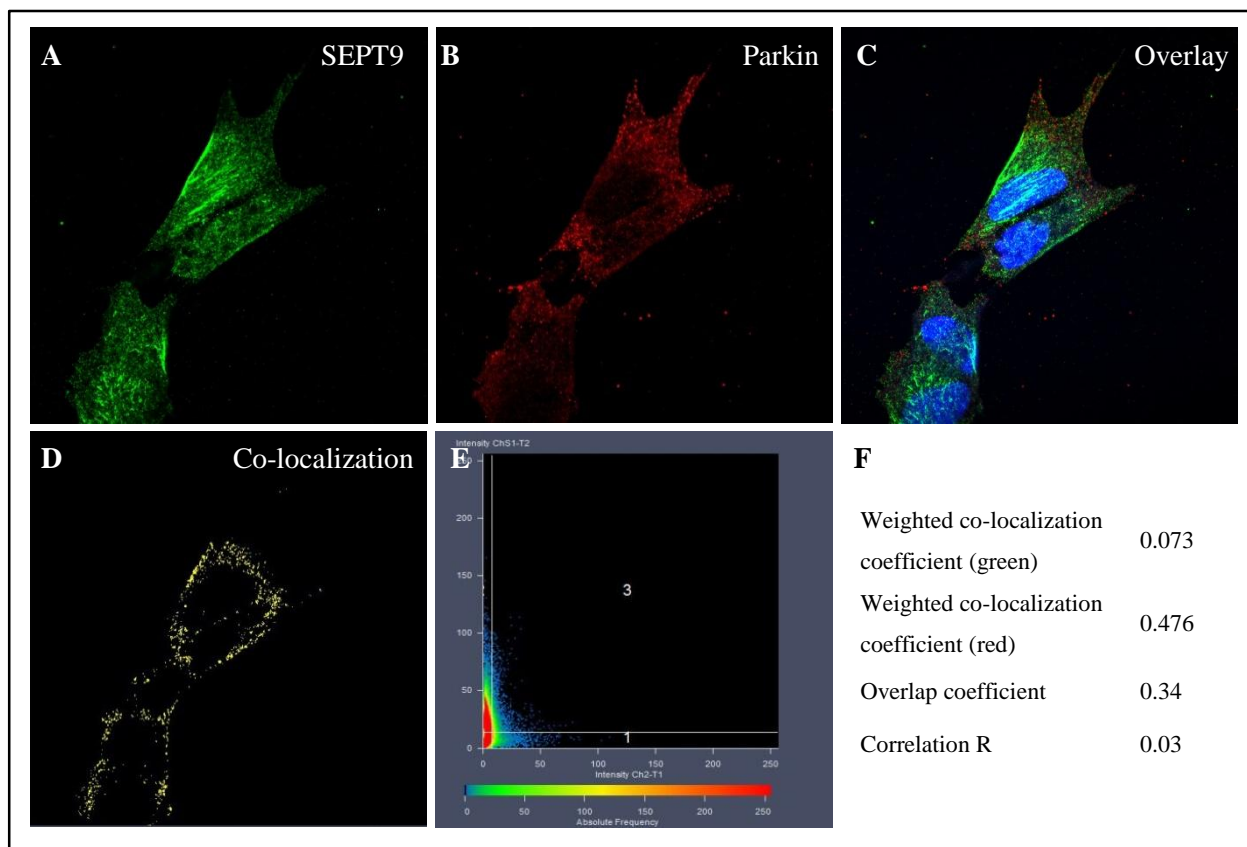 A SEPT9
B Parkin
C Overlay
D Co-localization
E
Intensity ChS1-T2
250
200
150
100
50
0
3
1
0 50 100 150 200 250
Intensity Ch2-T1
0 50 100 150 200 250
Absolute Frequency
F
Weighted co-localization
coefficient (green) 0.073
Weighted co-localization
coefficient (red) 0.476
Overlap coefficient 0.34
Correlation R 0.03